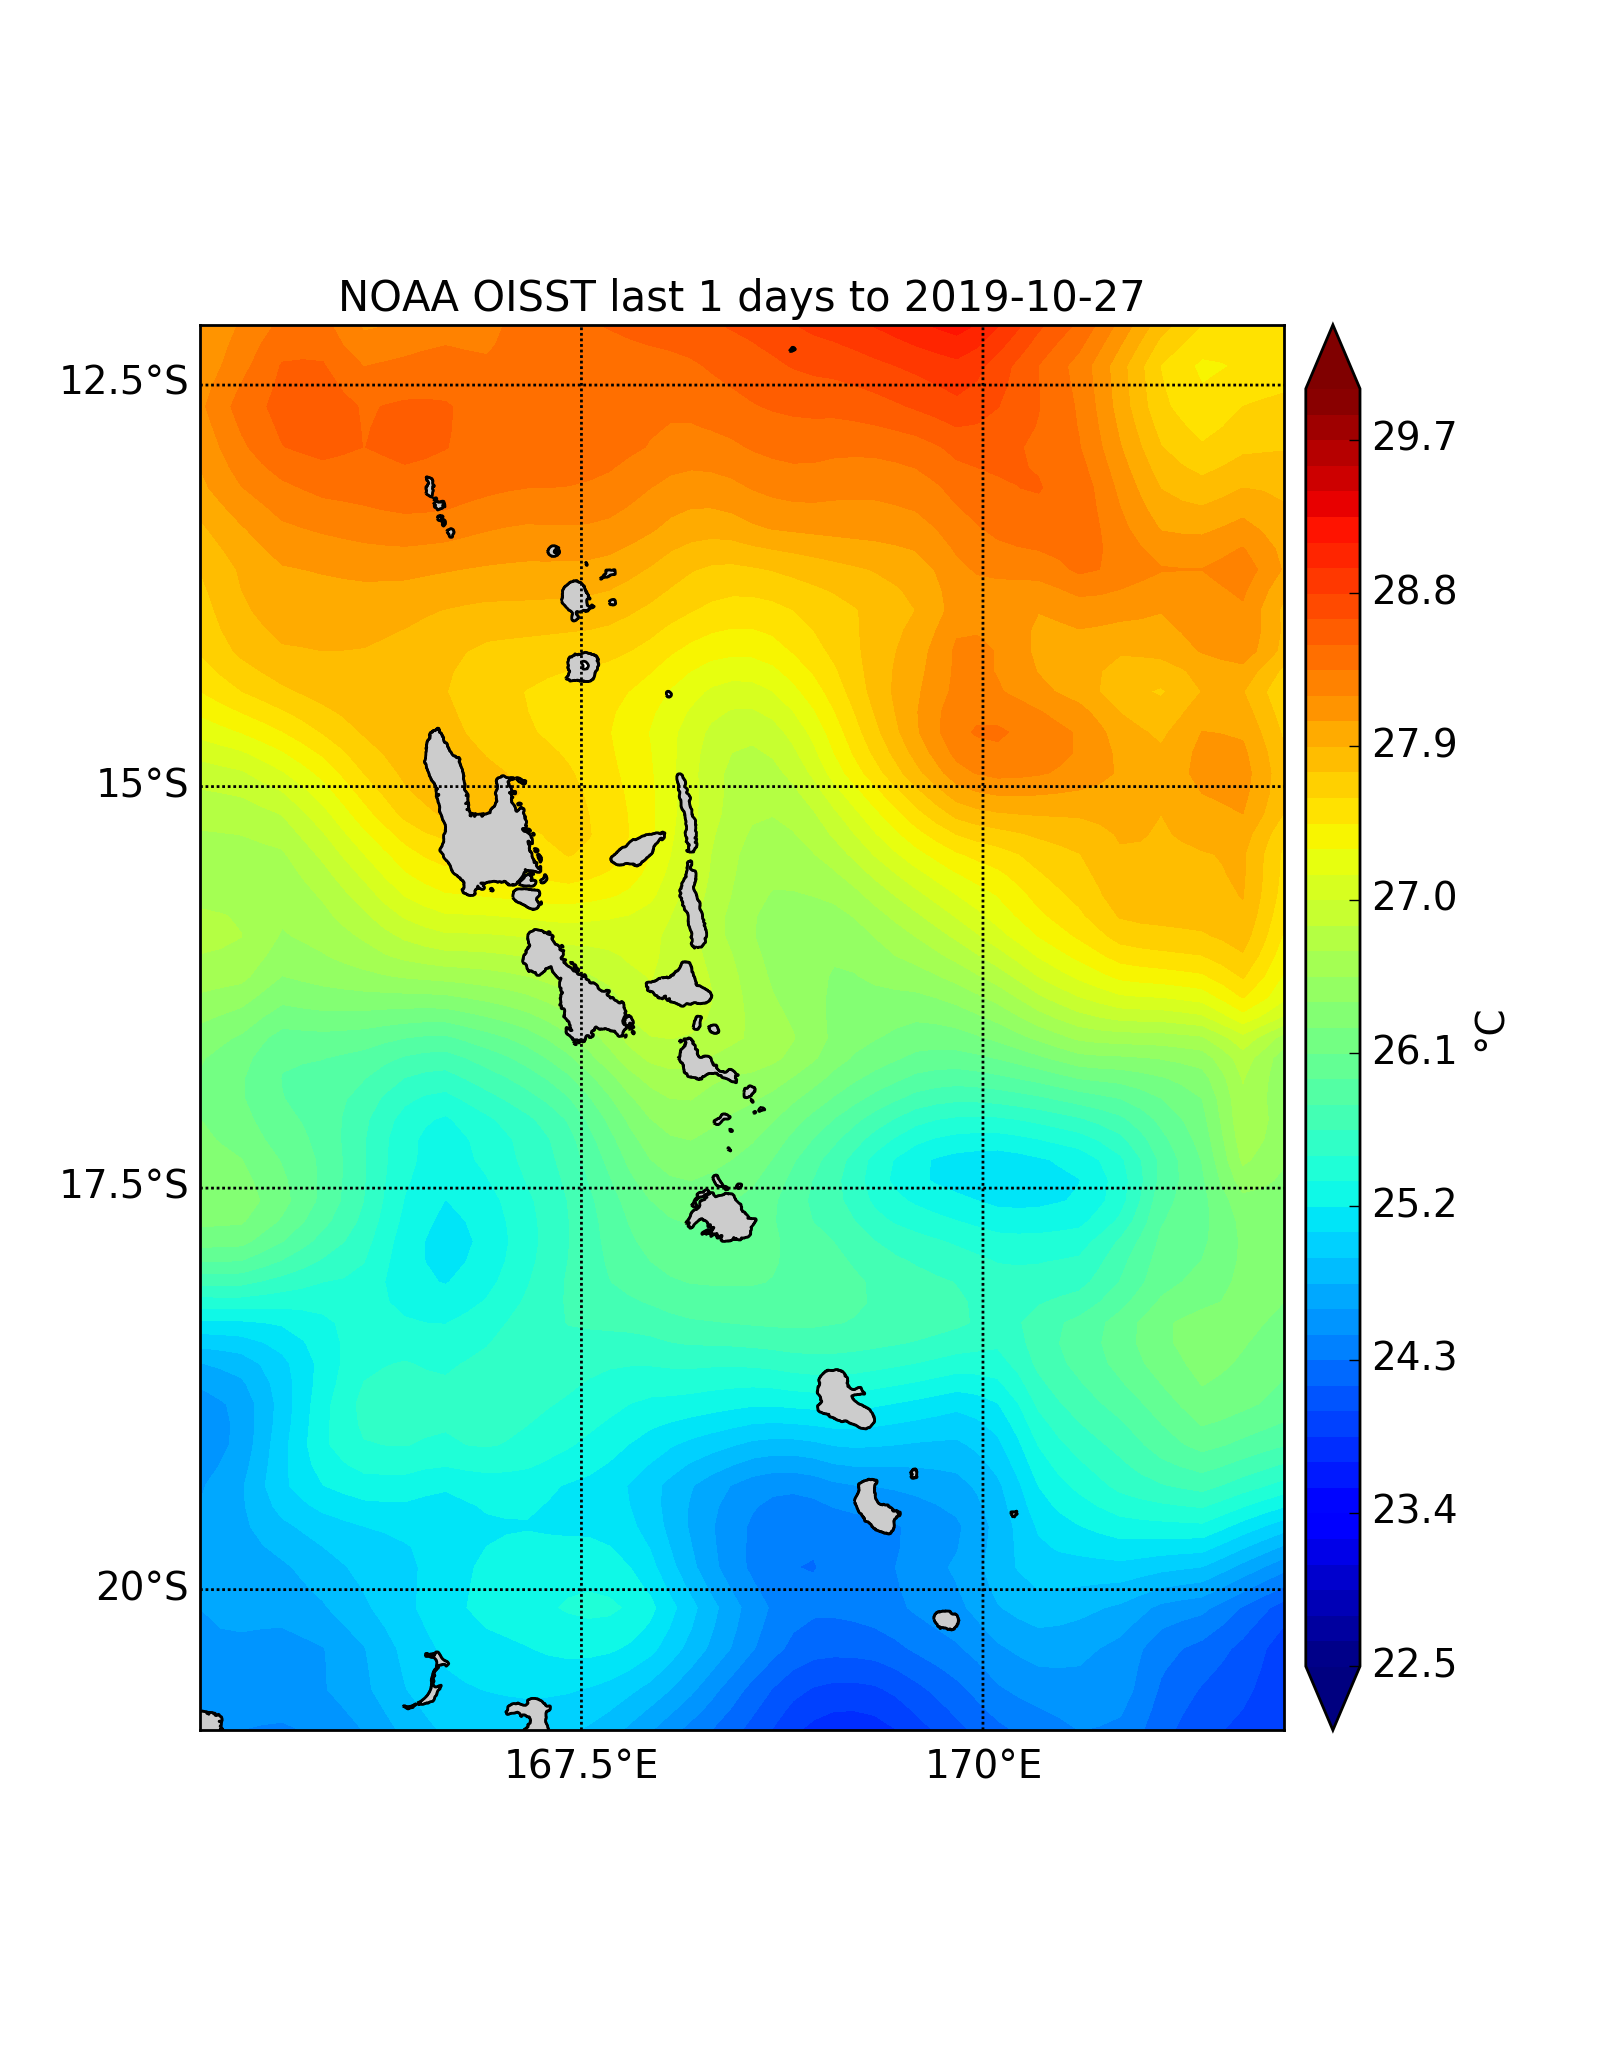 NOAA OISST last 1 days to 2019-10-27
12.5°S
15°S
17.5°S
20°S
167.5°E
170°E
29.7
28.8
27.9
27.0
26.1
25.2
24.3
23.4
22.5
°C